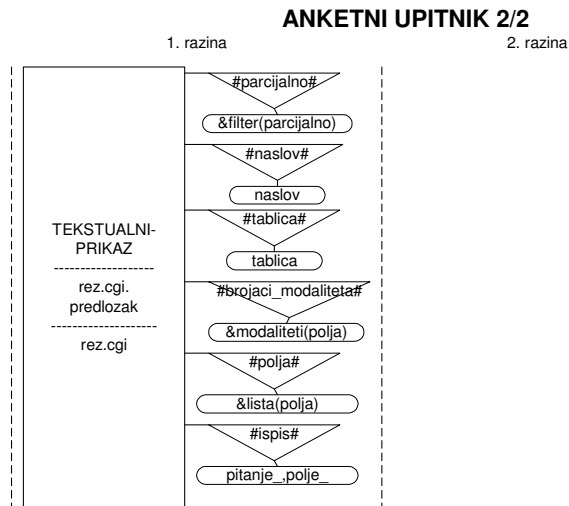 ANKETNI UPITNIK 2/2
1. razina
2. razina
TEKSTUALNI-
PRIKAZ
-------------------
rez.cgi.
predlozak
--------------------
rez.cgi
#parcijalno#
&filter(parcijalno)
#naslov#
naslov
#tablica#
tablica
#brojaci_modaliteta#
&modaliteti(polja)
#polja#
&lista(polja)
#ispis#
pitanje_,polje_